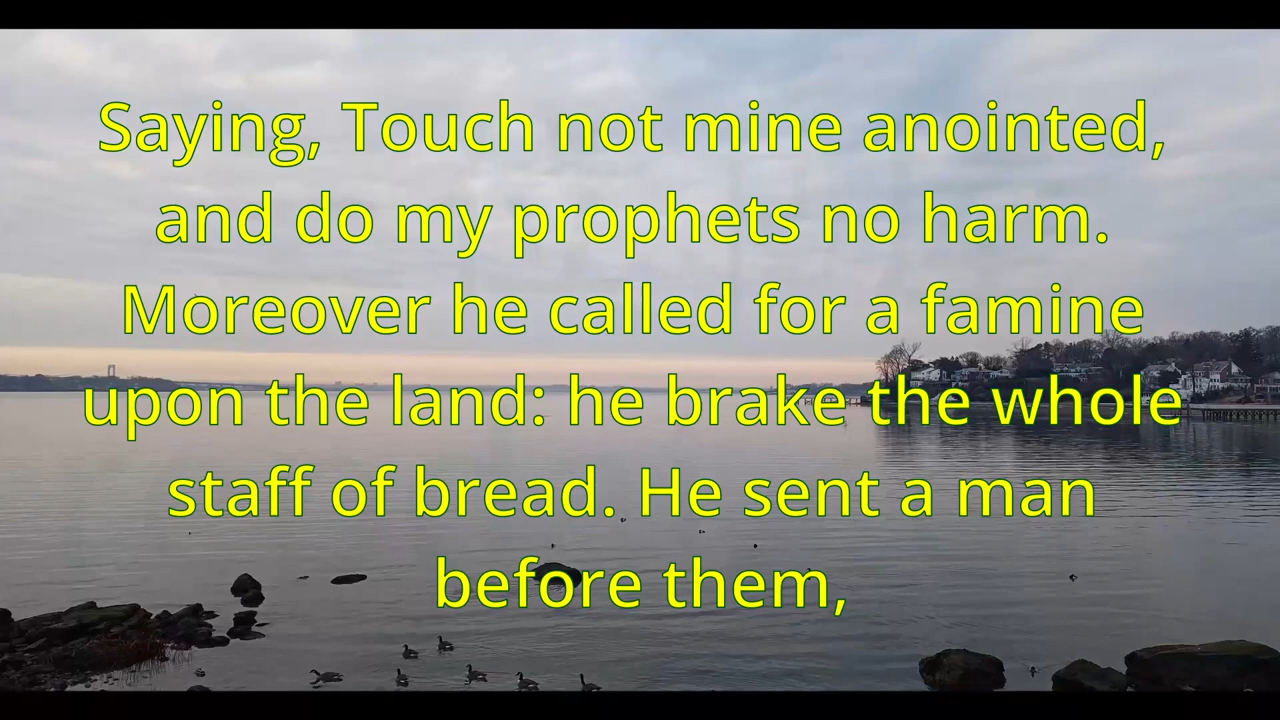 Saying, Touch not mine anointed,
and do my prophets no harm.
Moreover he called for a famine
upon the land: he brake the whole
staff of bread. He sent a man
before them,